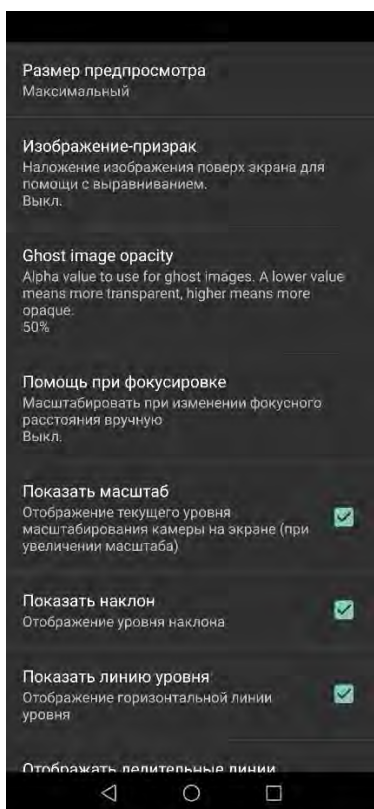 Размер предпросмотра
Максимальный
Изображение-призрак
Наложение изображения поверх экрана для
помощи с выравниванием.
Выкл.
Ghost image opacity
Alpha value to use for ghost images. A lower value
means more transparent, higher means more
opaque.
50%
Помощь при фокусировке
Масштабировать при изменении фокусного
расстояния вручную
Выкл.
Показать масштаб
Отображение текущего уровня
масштабирования камеры на экране (при
увеличении масштаба)
Показать наклон
Отображение уровня наклона
Показать линию уровня
Отображение горизонтальной линии
уровня
Отображать делительные линии